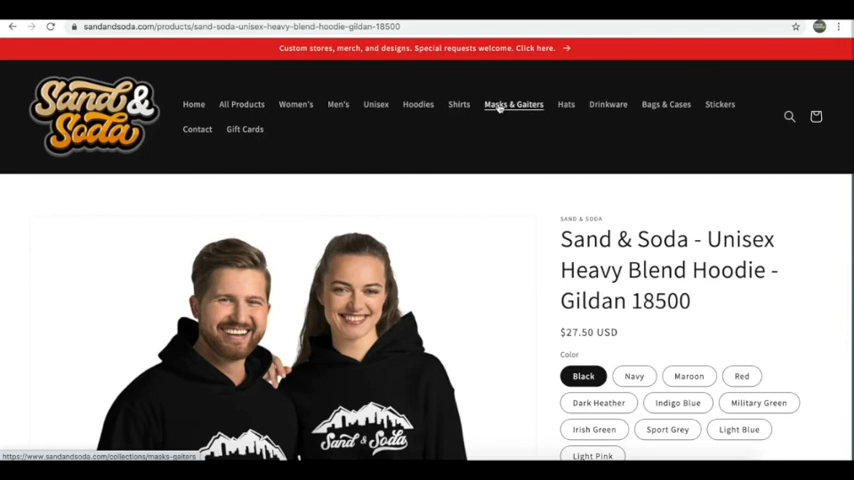 sandandsoda.com/products/sand-soda-unisex-heavy-blend-hoodie-gildan-18500
Custom stores, merch, and designs. Special requests welcome. Click here. →
Sand &
Soda
Home All Products Women's Men's Unisex Hoodies Shirts Masks & Gaiters Hats Drinkware Bags & Cases Stickers
Contact Gift Cards
SAND & SODA
Sand & Soda - Unisex
Heavy Blend Hoodie -
Gildan 18500
$27.50 USD
Color
Black Navy Maroon Red
Dark Heather Indigo Blue Military Green
Irish Green Sport Grey Light Blue
Light Pink
Sand & Soda
Sand & Soda
https://www.sandandsoda.com/collections/masks-gaiters